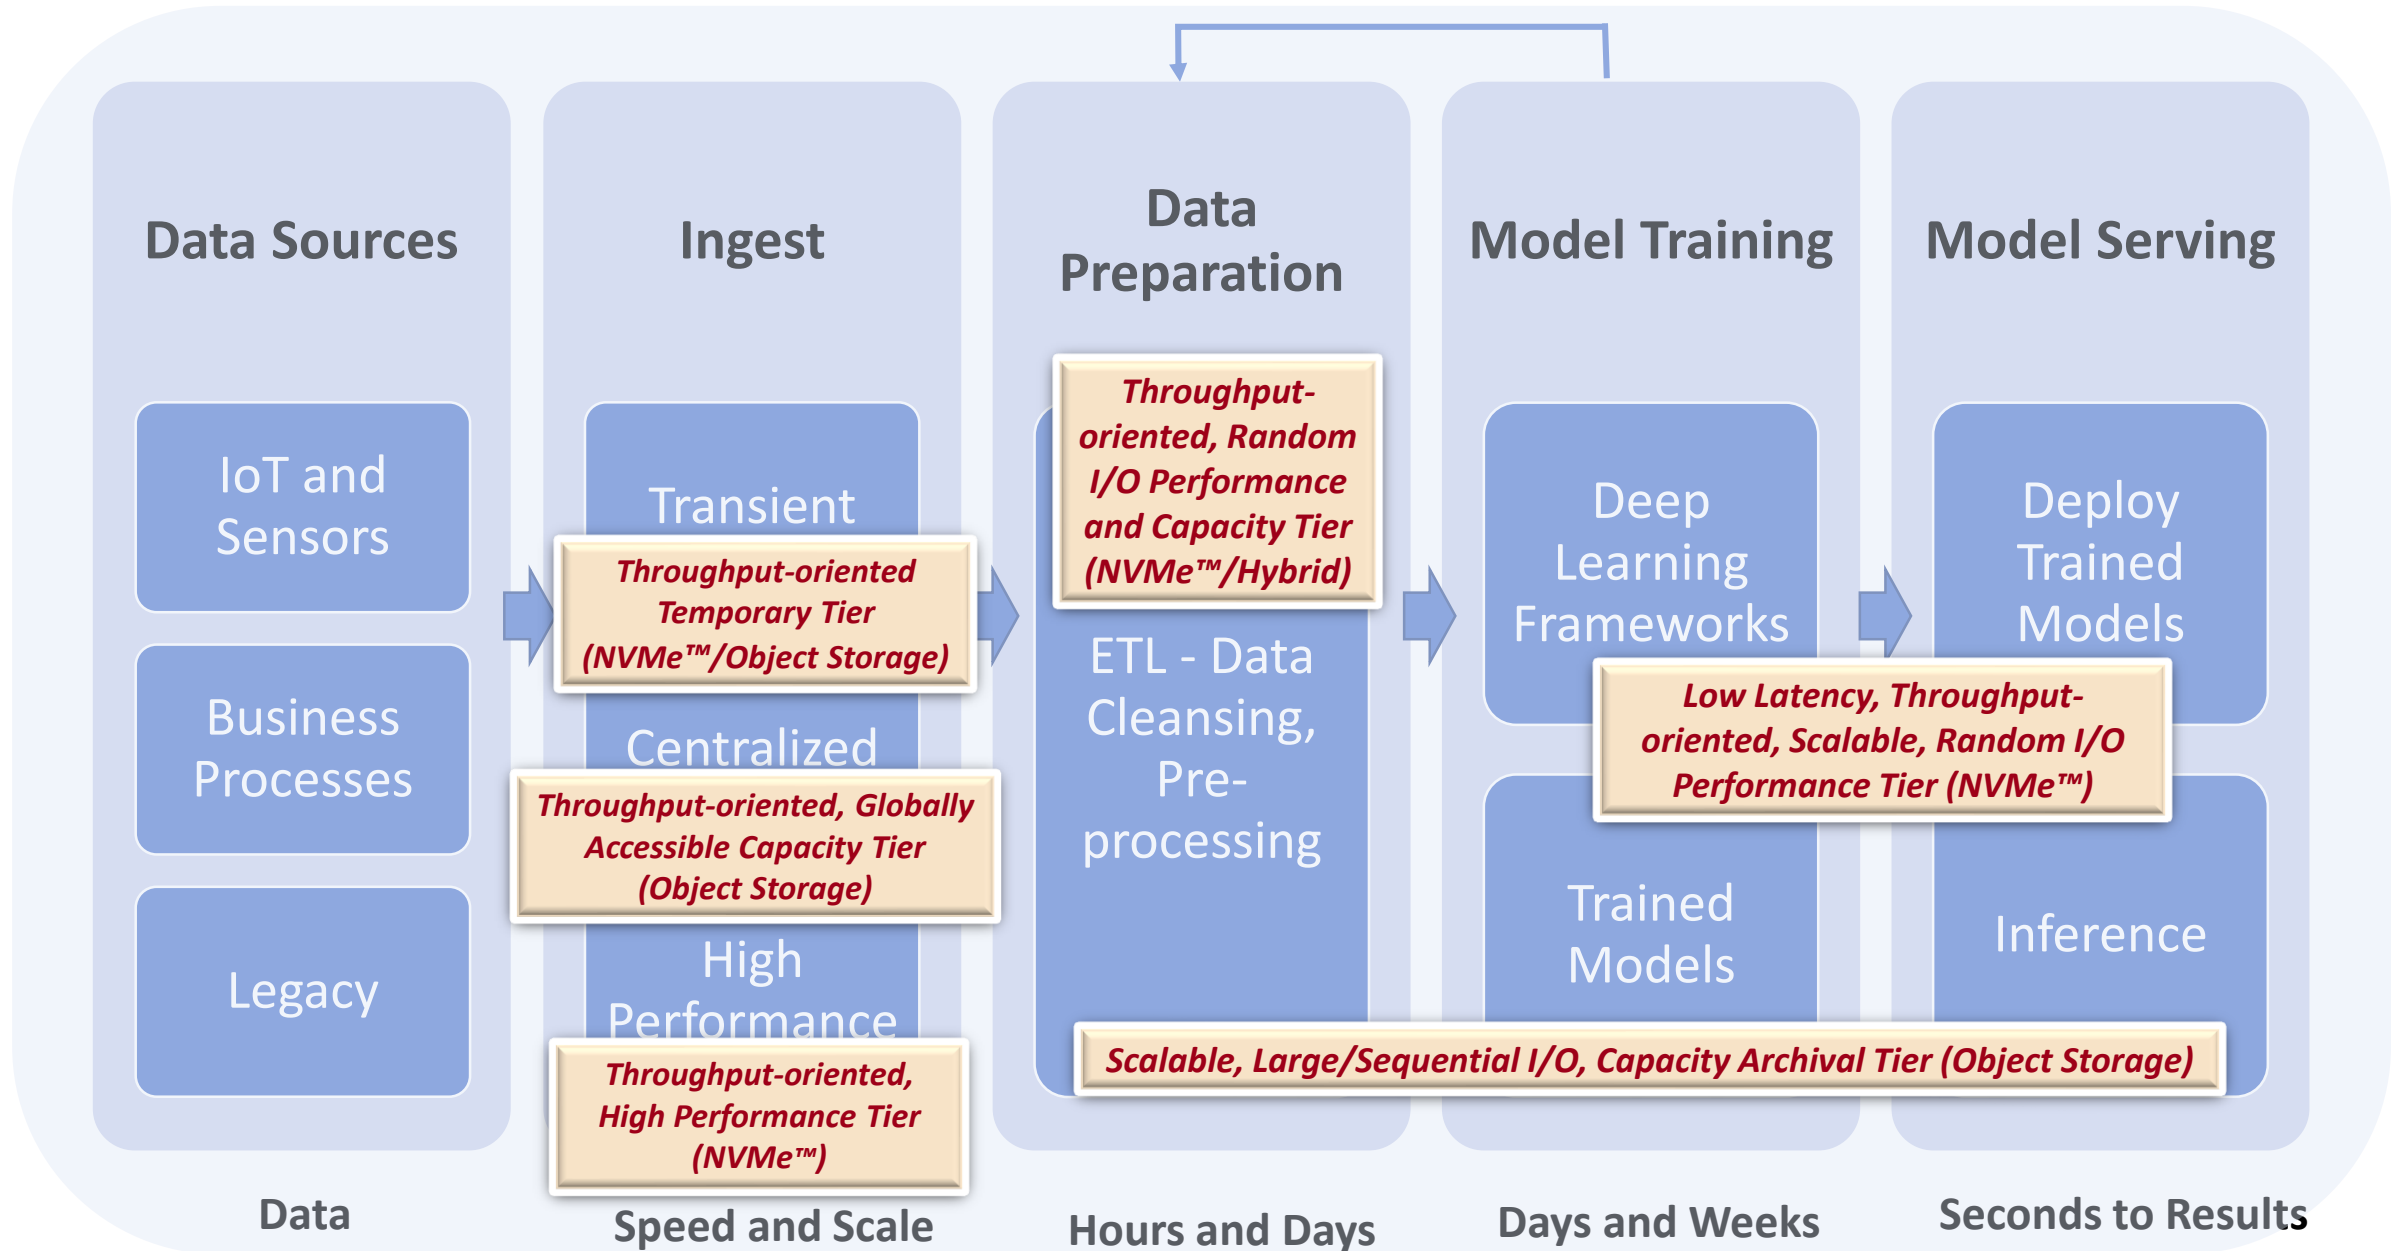 Data Sources
IoT and
Sensors
Business
Processes
Legacy
Data
Ingest
Transient
Throughput-oriented
Temporary Tier
(NVMe™/Object Storage)
Centralized
Throughput-oriented, Globally
Accessible Capacity Tier
(Object Storage)
High
Performance
Throughput-oriented,
High Performance Tier
(NVMe™)
Speed and Scale
Data
Preparation
Throughput-
oriented, Random
I/O Performance
and Capacity Tier
(NVMe™/Hybrid)
ETL - Data
Cleansing,
Pre-
processing
Hours and Days
Model Training
Deep
Learning
Frameworks
Trained
Models
Days and Weeks
Model Serving
Deploy
Trained
Models
Low Latency, Throughput-
oriented, Scalable, Random I/O
Performance Tier (NVMe™)
Inference
Scalable, Large/Sequential I/O, Capacity Archival Tier (Object Storage)
Seconds to Results